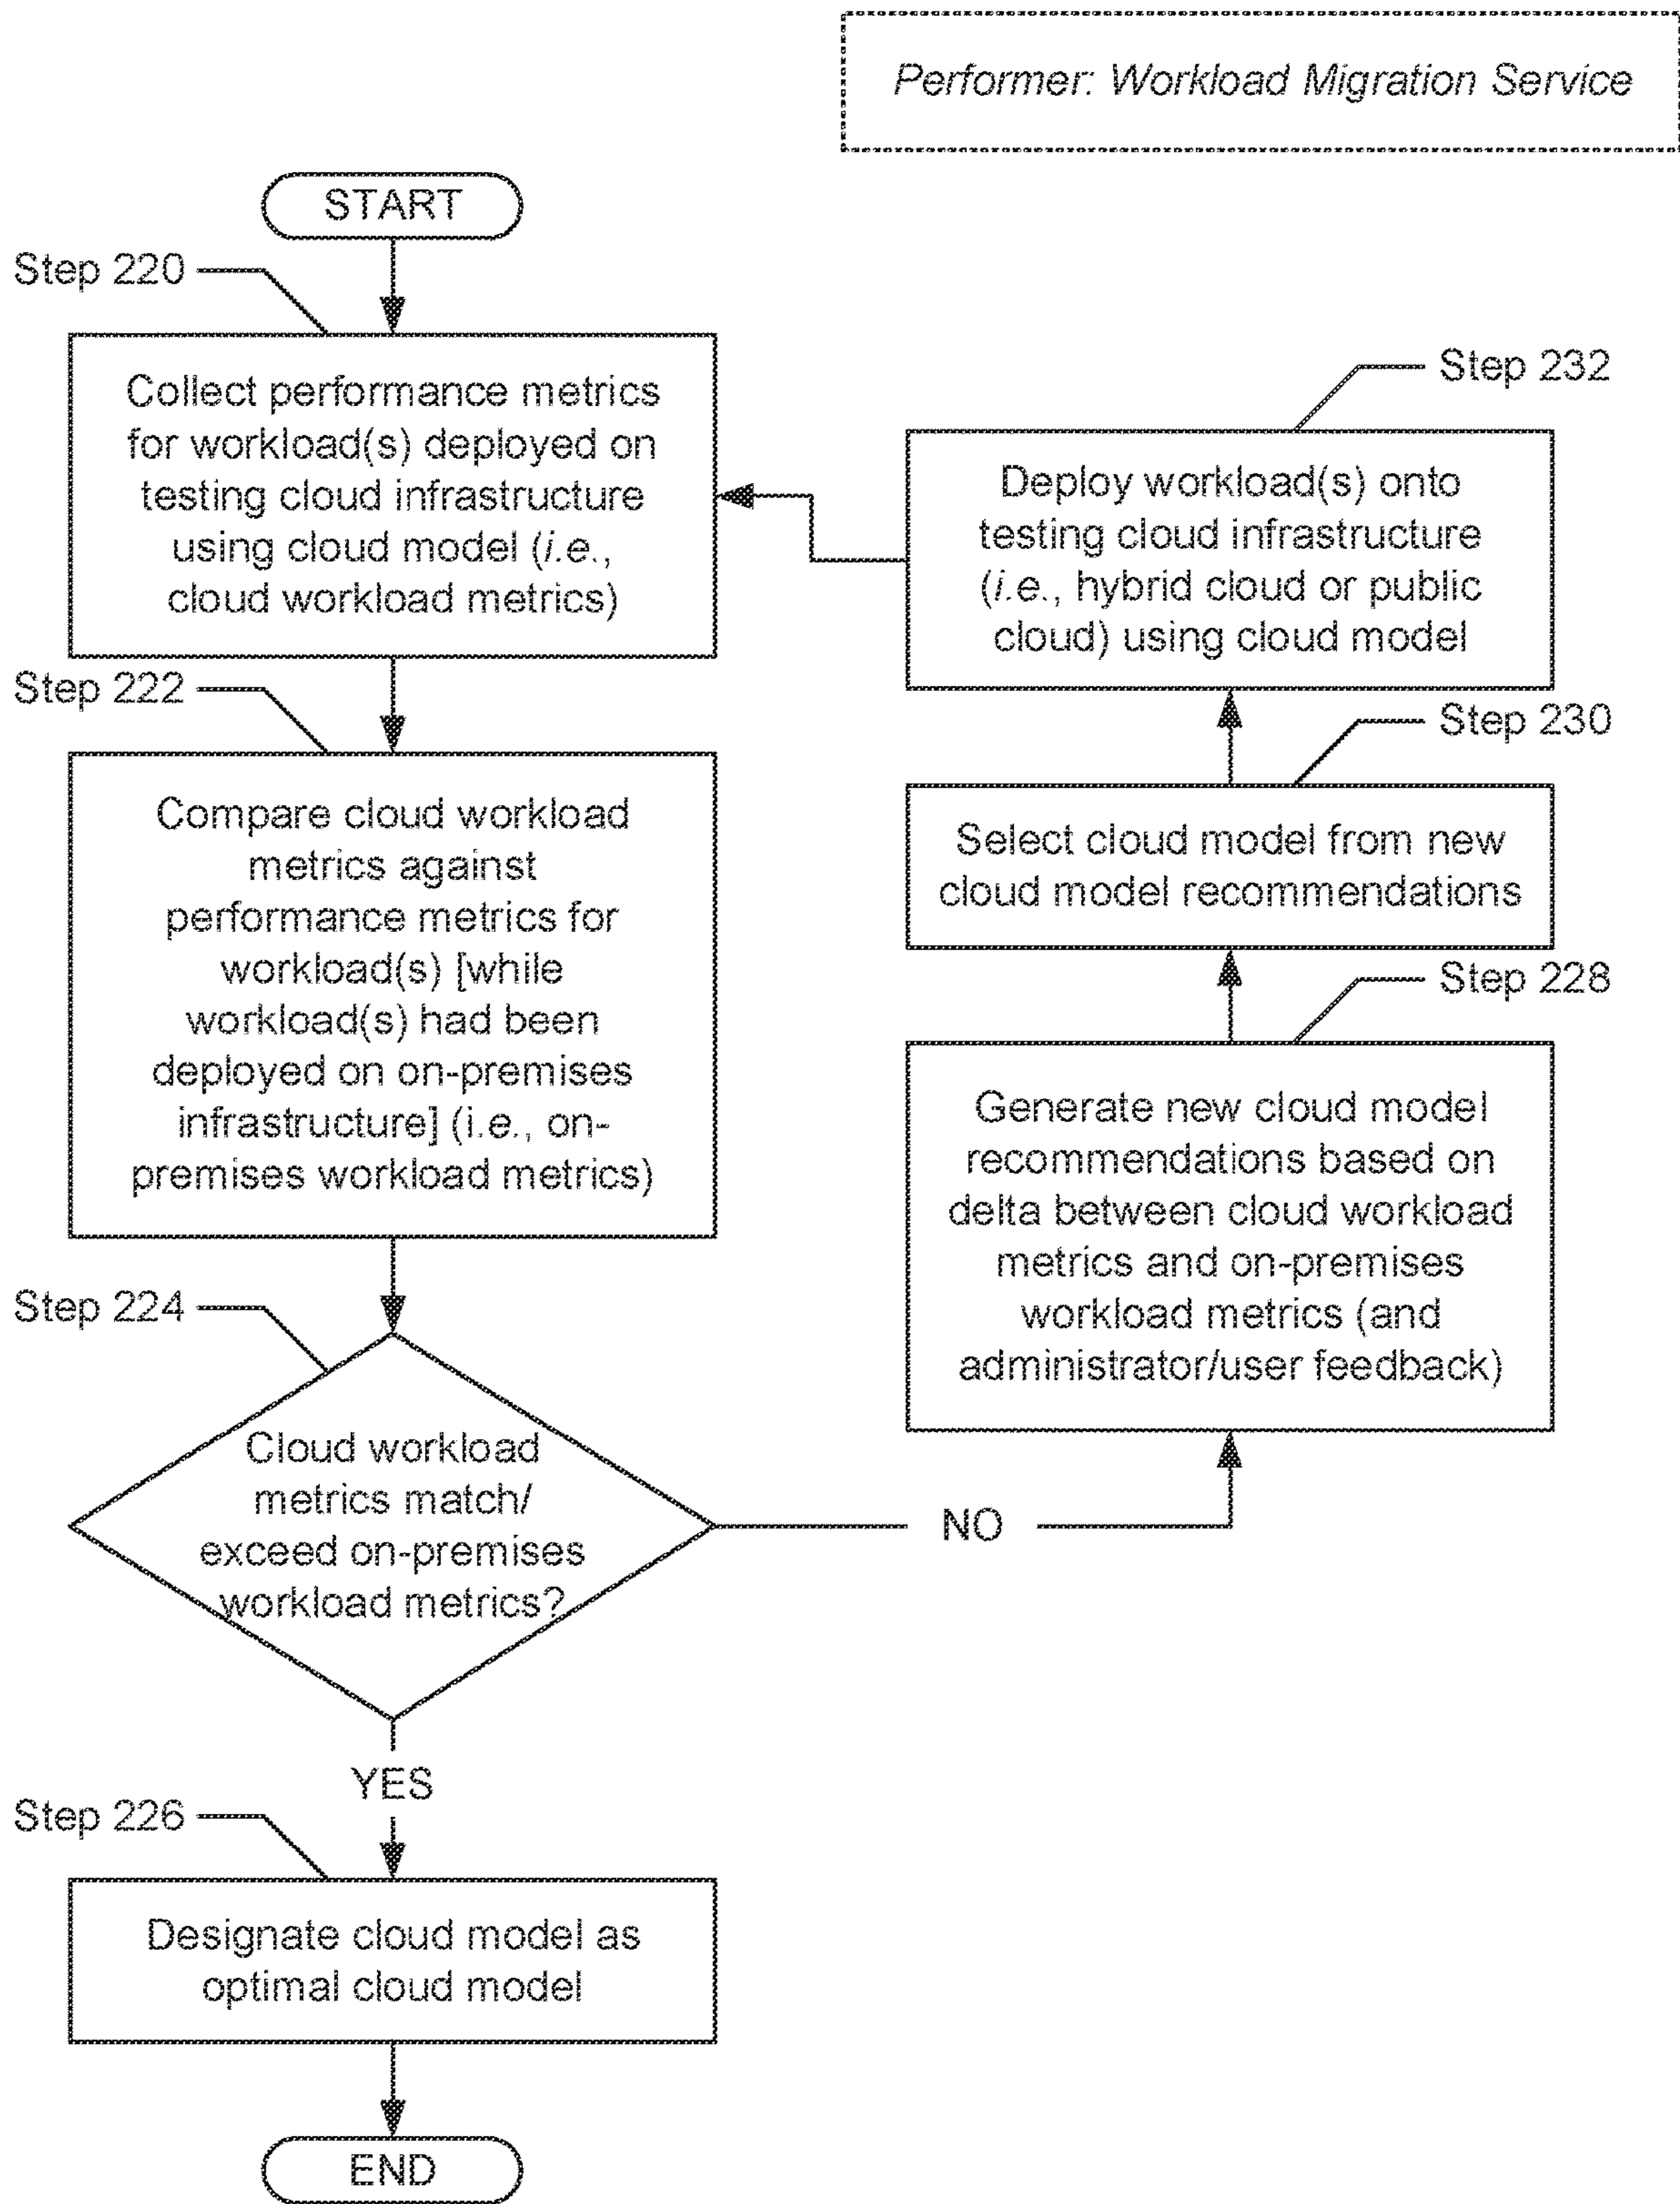 Performer: Workload Migration Service
START
Step 220
Collect performance metrics
for workload(s) deployed on
testing cloud infrastructure
using cloud model (i.e.,
cloud workload metrics)
Step 222
Compare cloud workload
metrics against
performance metrics for
workload(s) [while
workload(s) had been
deployed on on-premises
infrastructure] (i.e., on-
premises workload metrics)
Step 224
Cloud workload
metrics match/
exceed on-premises
workload metrics?
YES
NO
Step 226
Designate cloud model as
optimal cloud model
END
Step 228
Generate new cloud model
recommendations based on
delta between cloud workload
metrics and on-premises
workload metrics (and
administrator/user feedback)
Step 230
Select cloud model from new
cloud model recommendations
Step 232
Deploy workload(s) onto
testing cloud infrastructure
(i.e., hybrid cloud or public
cloud) using cloud model